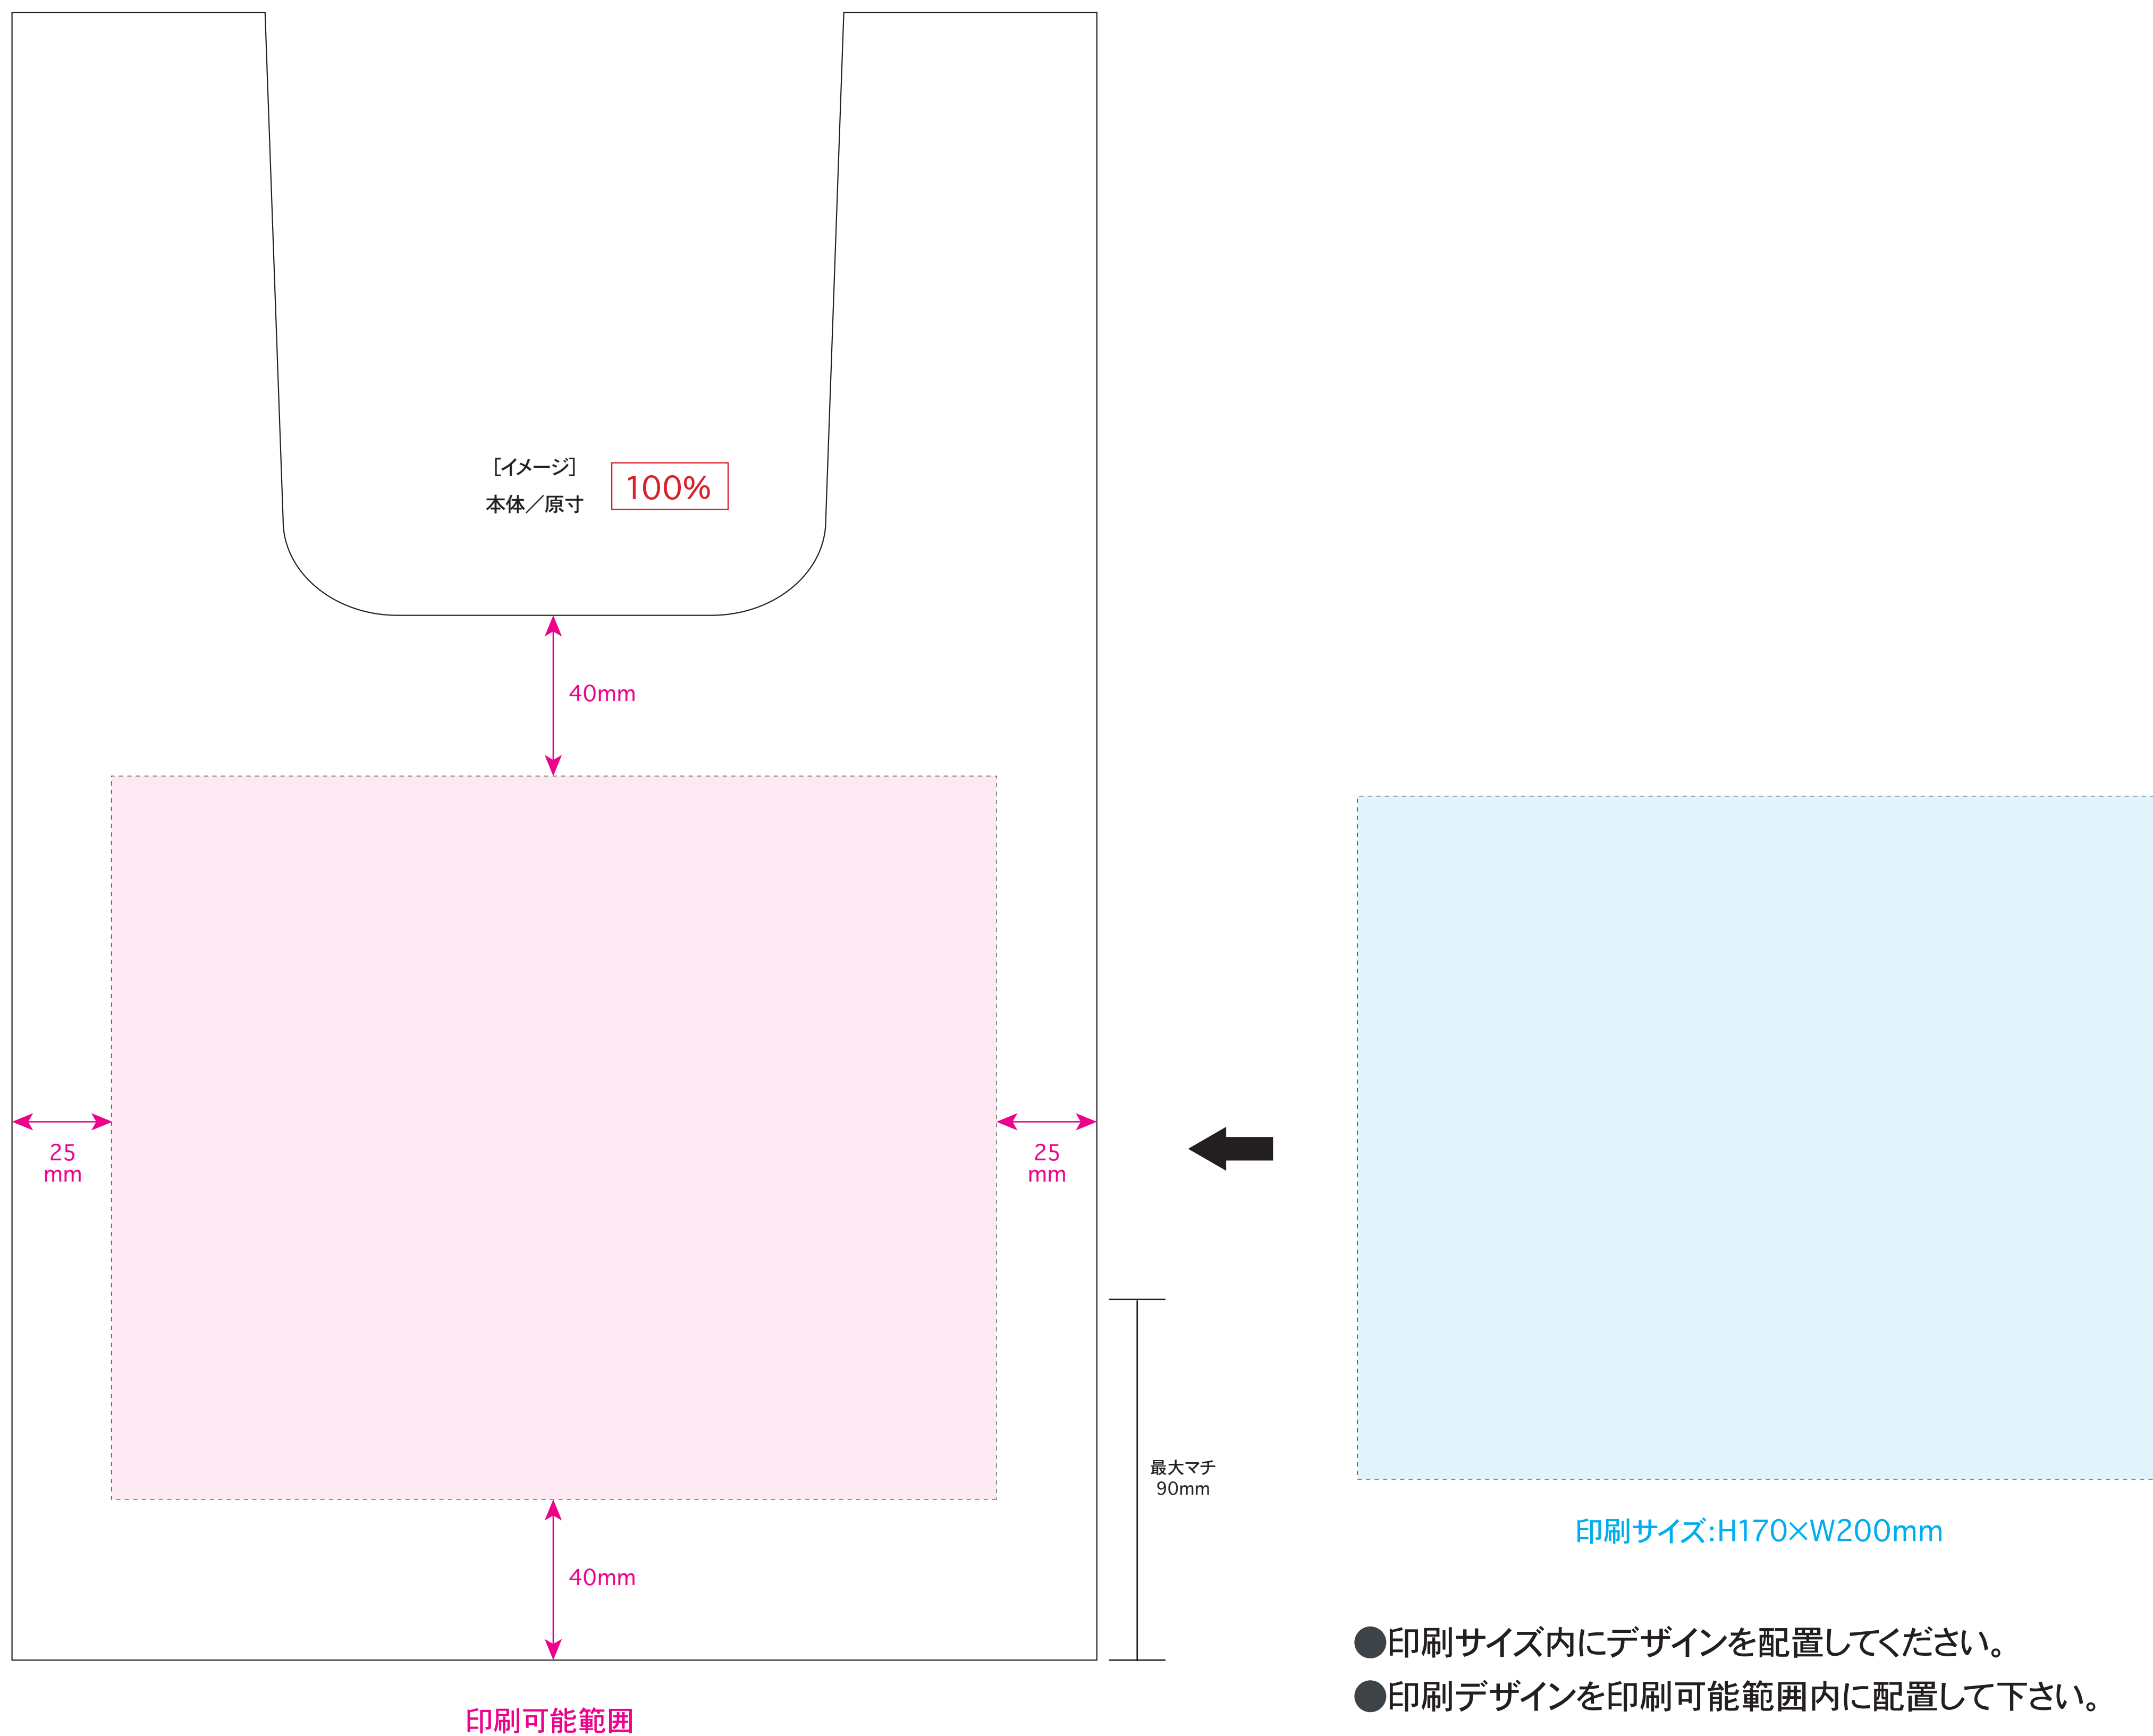 ［イメージ］
本体／原寸
100%
40mm
25
mm
25
mm
最大マチ
90mm
40mm
印刷可能範囲
印刷サイズ：H170×W200mm
●印刷サイズ内にデザインを配置してください。
●印刷デザインを印刷可能範囲内に配置して下さい。